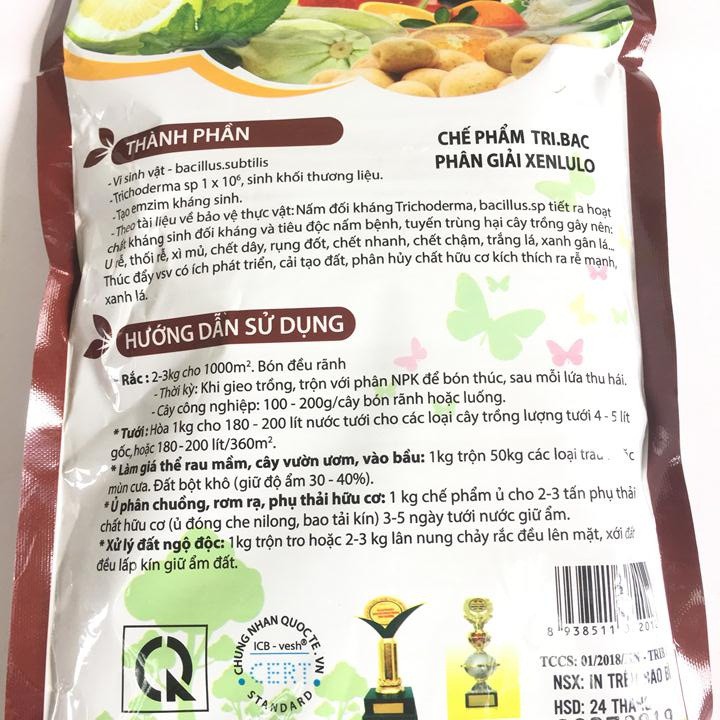 THÀNH PHẦN
CHẾ PHẨM TRI.BAC
PHÂN GIẢI XENLULO
- Vi sinh vật - bacillus.subtilis
- Trichoderma sp 1 x 10⁶, sinh khối thương liệu.
- Tạo emzim kháng sinh.
- Theo tài liệu về bảo vệ thực vật: Nấm đối kháng Trichoderma, bacillus.sp tiết ra hoạt
chất kháng sinh đối kháng và tiêu độc nấm bệnh, tuyến trùng hại cây trồng gây nên:
U rễ, thối rễ, xì mủ, chết dây, rụng đốt, chết nhanh, chết chậm, trắng lá, xanh gân lá...
Thúc đẩy vsv có ích phát triển, cải tạo đất, phân hủy chất hữu cơ kích thích ra rễ mạnh,
xanh lá.
HƯỚNG DẪN SỬ DỤNG
- Rắc : 2-3kg cho 1000m². Bón đều rãnh
- Thời kỳ: Khi gieo trồng, trộn với phân NPK để bón thúc, sau mỗi lứa thu hái.
- Cây công nghiệp: 100 - 200g/cây bón rãnh hoặc luống.
* Tưới: Hòa 1kg cho 180 - 200 lít nước tưới cho các loại cây trồng lượng tưới 4 - 5 lít
gốc, hoặc 180-200 lít/360m².
* Làm giá thể rau mầm, cây vườn ươm, vào bầu: 1kg trộn 50kg các loại
mùn cưa. Đất bột khô (giữ độ ẩm 30 - 40%).
*Ủ phân chuồng, rơm rạ, phụ thải hữu cơ: 1 kg chế phẩm ủ cho 2-3 tấn phụ thải
chất hữu cơ (ủ đóng che nilong, bao tải kín) 3-5 ngày tưới nước giữ ẩm.
*Xử lý đất ngộ độc: 1kg trộn tro hoặc 2-3 kg lân nung chảy rắc đều lên mặt, xới đất
đều lấp kín giữ ẩm đất.
CHUNG NHAN QUOC TE . VN
ICB - vesh®
CERT
STANDARD
8 938511
TCCS: 01/2018/
NSX: IN TRÊN BAO BÌ
HSD: 24 THÁNG